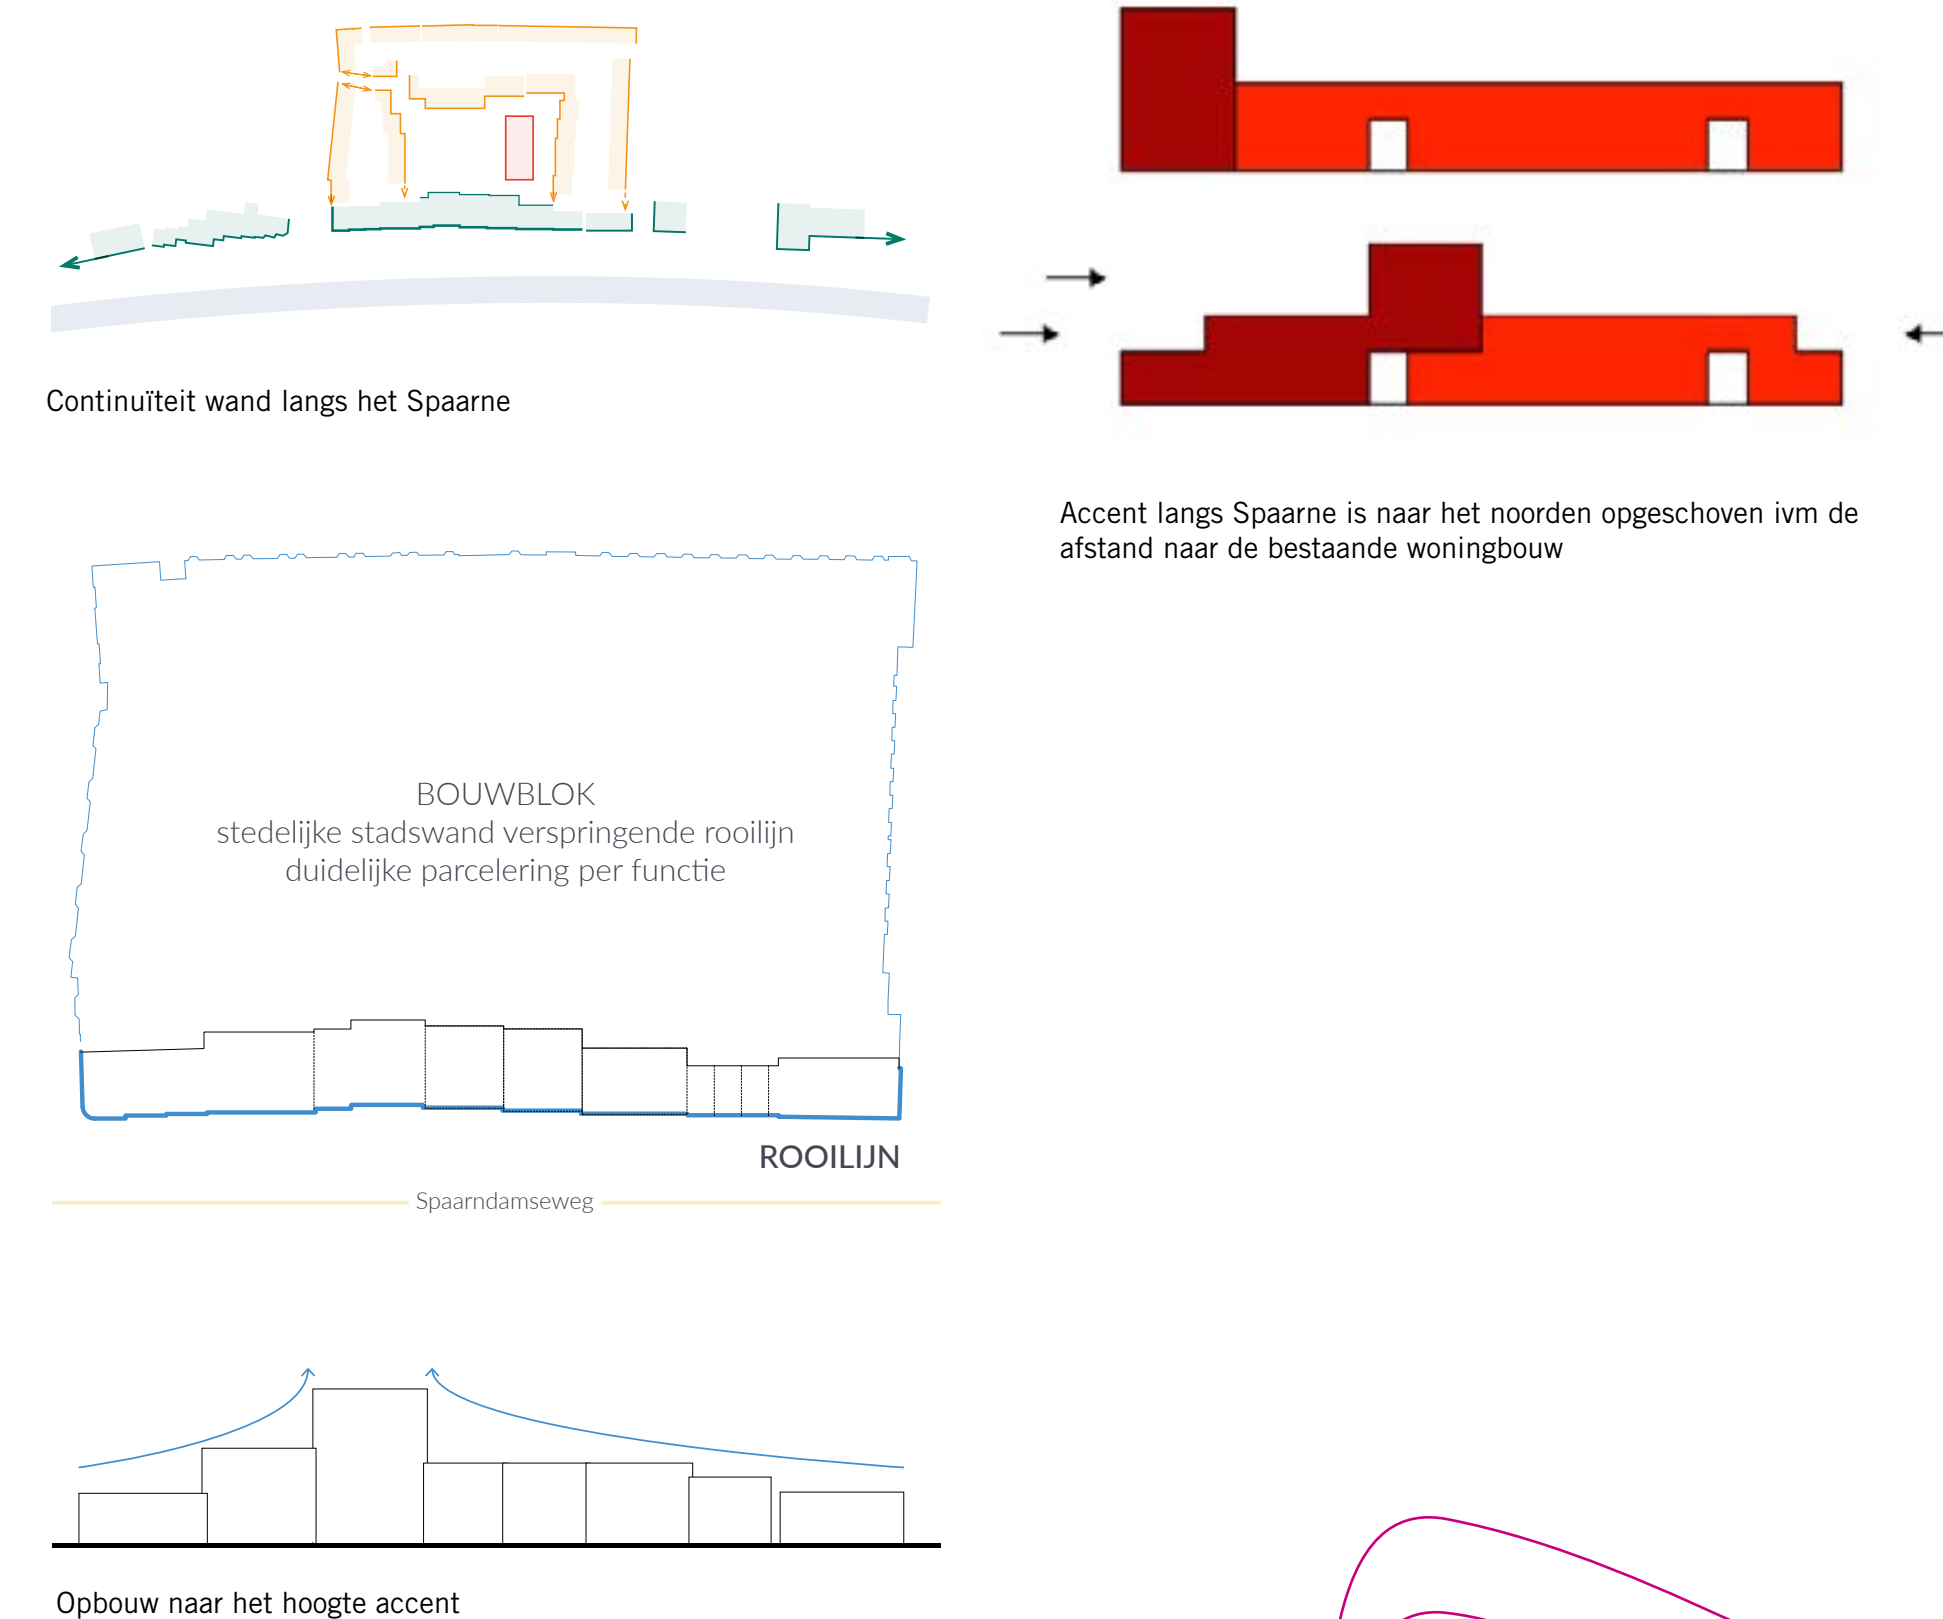 Continuïteit wand langs het Spaarne
Accent langs Spaarne is naar het noorden opgeschoven ivm de
afstand naar de bestaande woningbouw
BOUWBLOK
stedelijke stadswand verspringende rooilijn
duidelijke parcelering per functie
ROOILIJN
Spaarndamseweg
Opbouw naar het hoogte accent